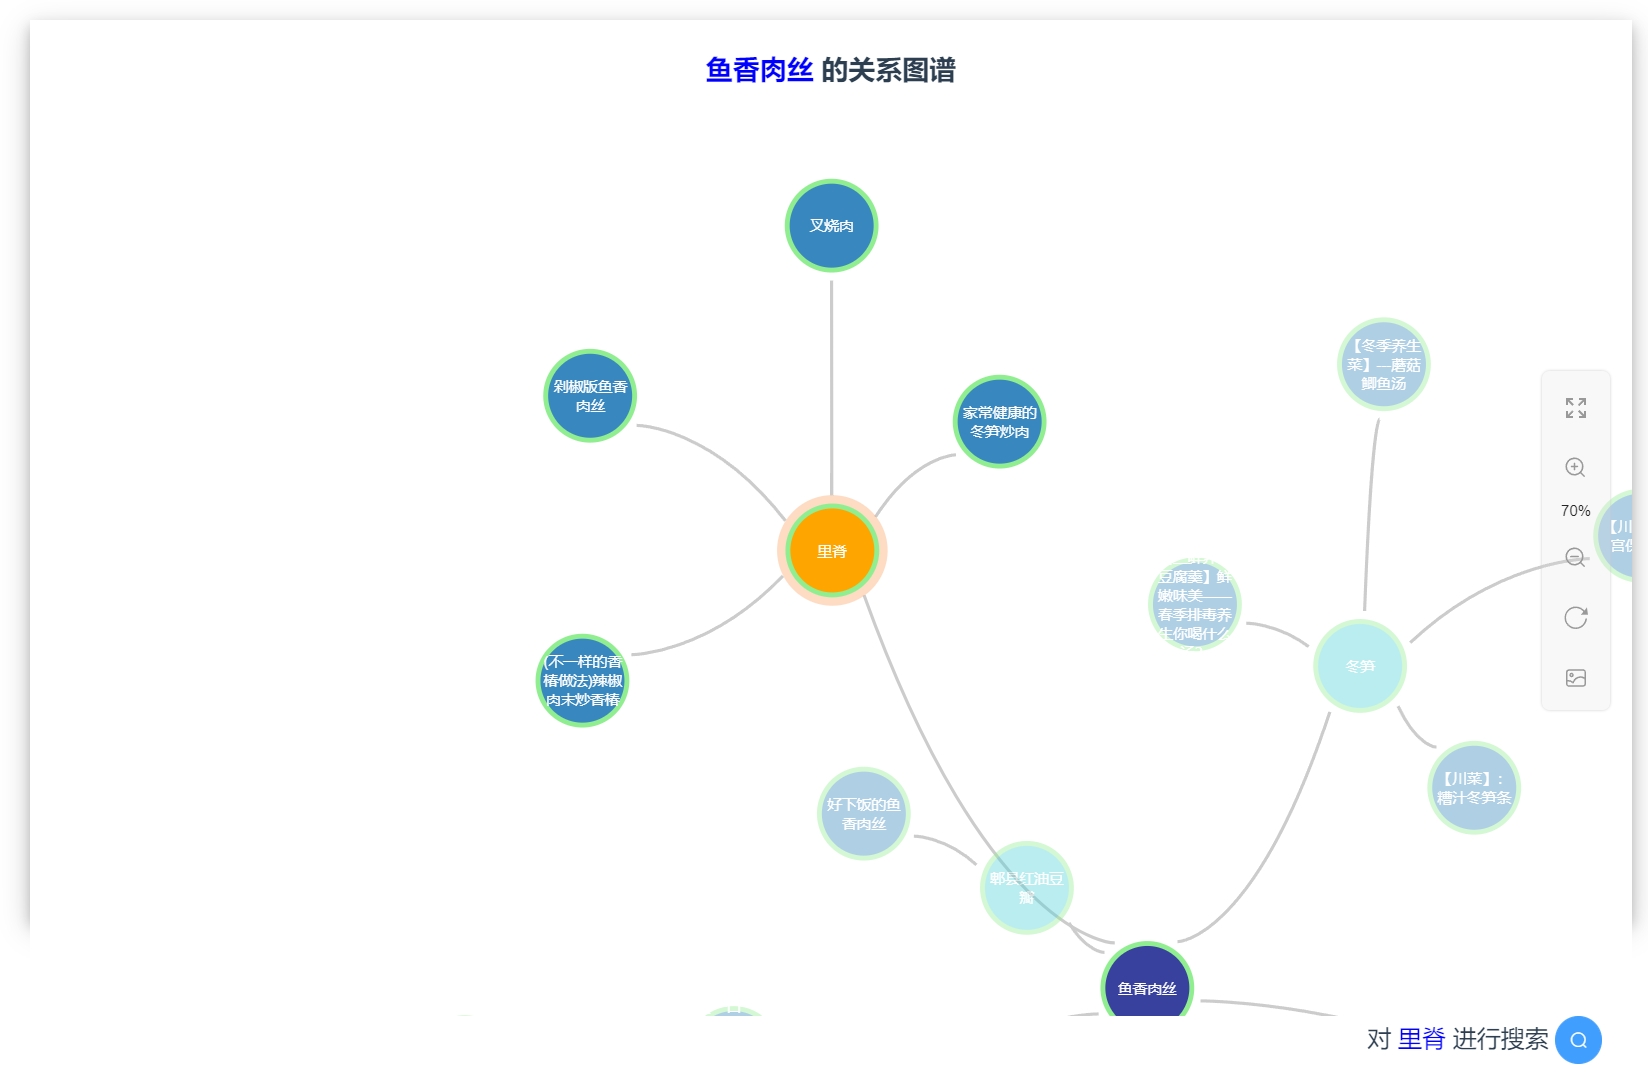 鱼香肉丝 的关系图谱
叉烧肉
【冬季养生
菜】—蘑菇
鲫鱼汤
剁椒版鱼香
肉丝
家常健康的
冬笋炒肉
70%
【川
宫保
里脊
豆腐羹】鲜
嫩味美——
春季排毒养
生你喝什么
冬笋
(不一样的香
椿做法)辣椒
肉末炒香椿
【川菜】：
糟汁冬笋条
好下饭的鱼
香肉丝
郫县红油豆
瓣
鱼香肉丝
对 里脊 进行搜索